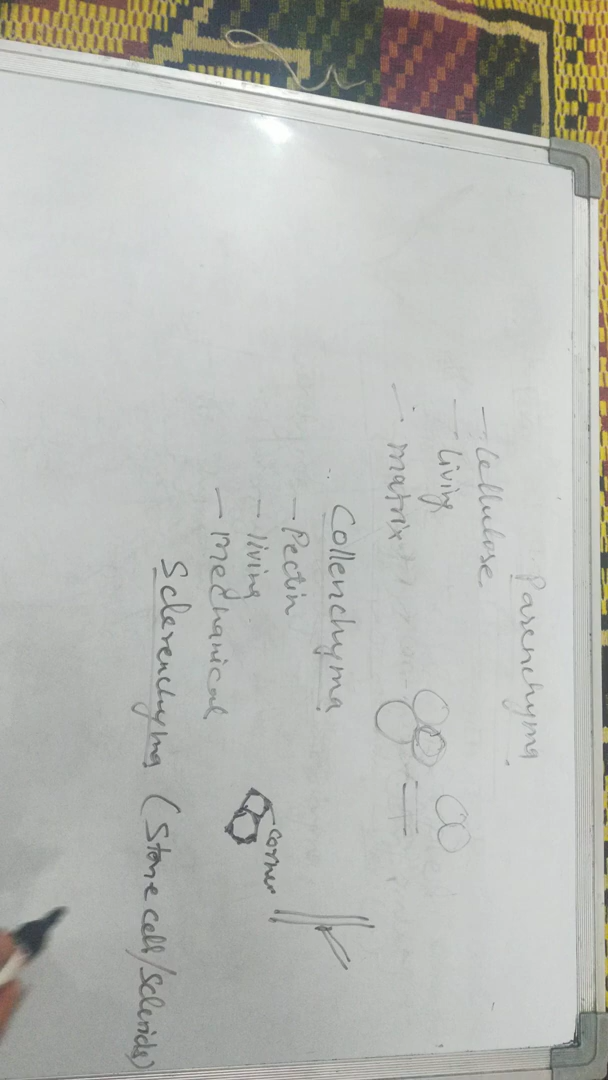 Parenchyma
- Cellulose
- living
- matrix
Collenchyma
- Pectin
- living
- mechanical
corner
Sclerenchyma (Stone cell/Sclerids)